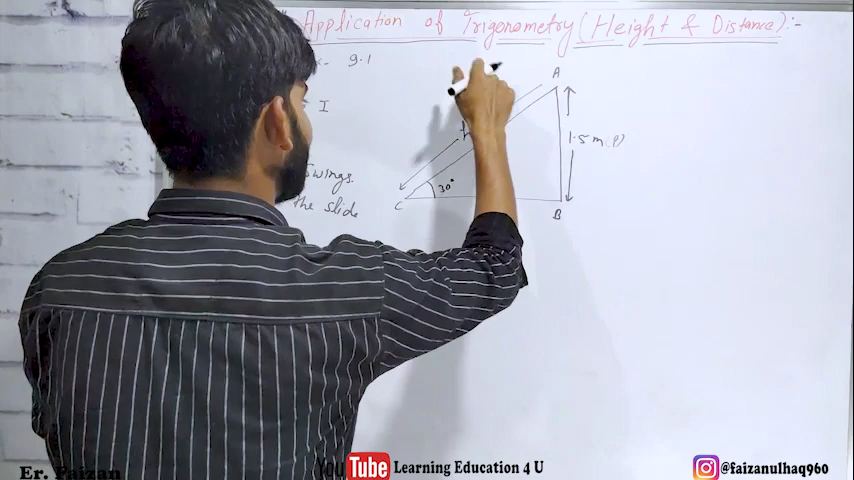 Application of Trigonometry (Height & Distance):-
9.1
I
A
1.5 m (P)
h
Swings
30°
the slide
C
B
Er. Faizan
YouTube Learning Education 4 U
@faizanulhaq960